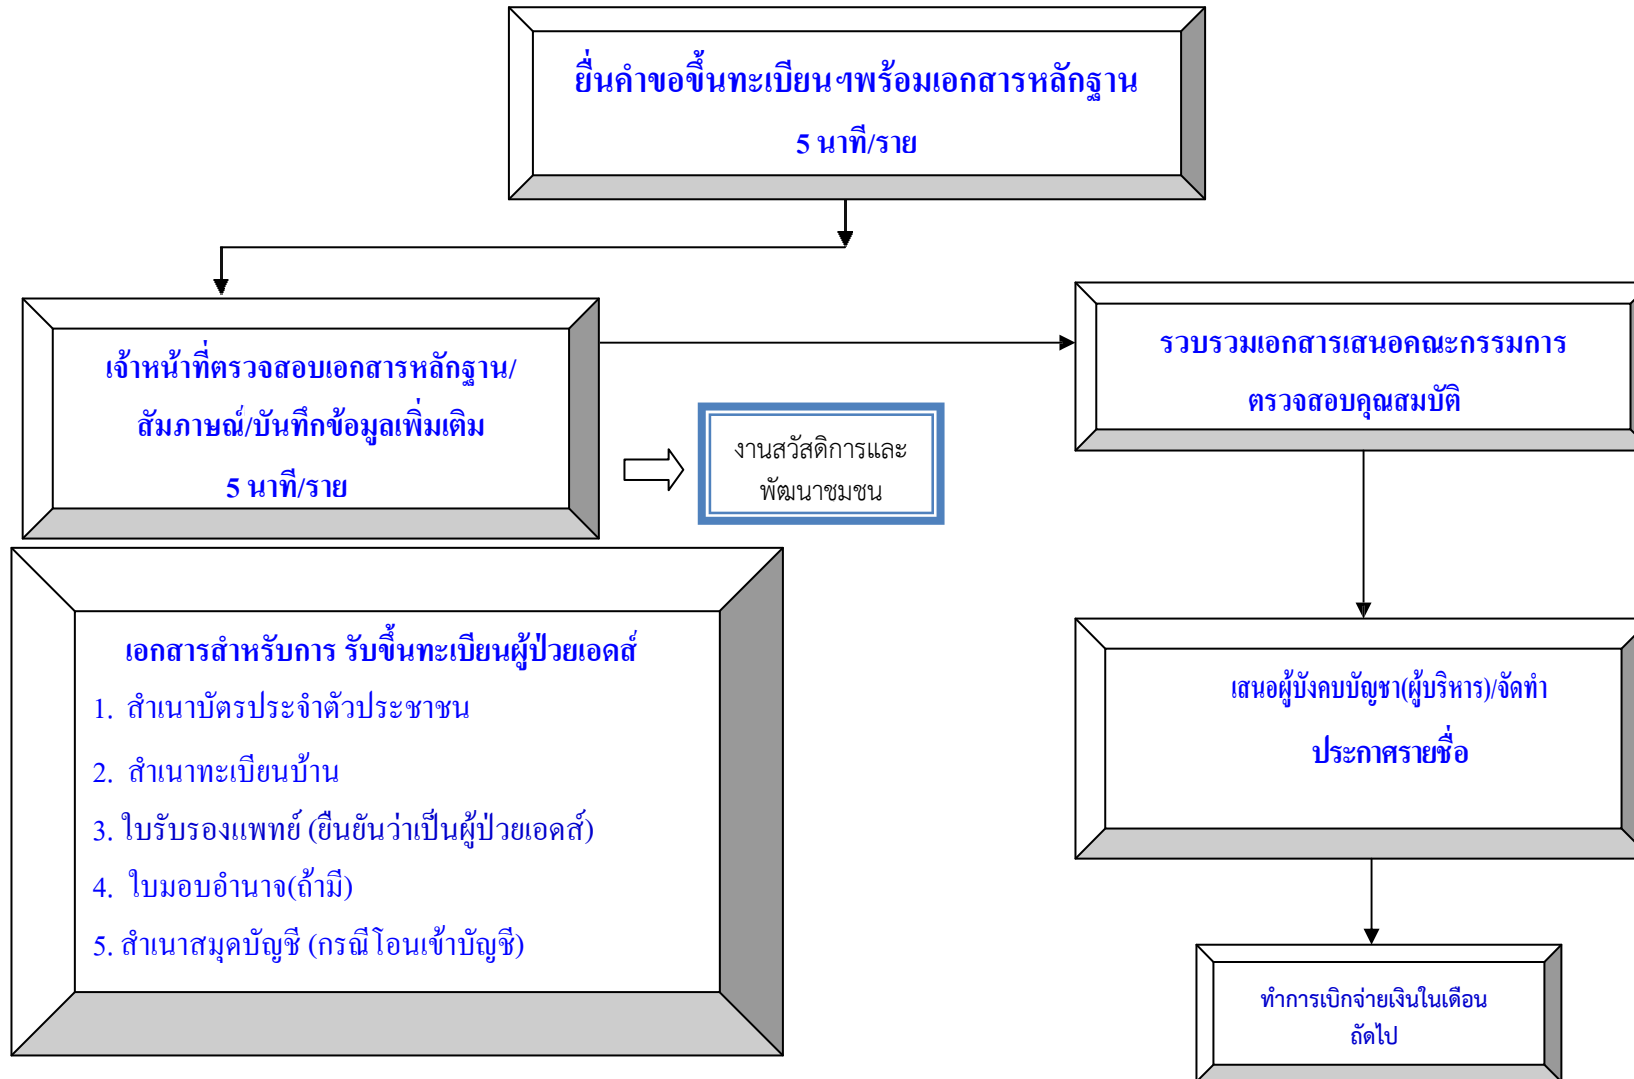 ยื่นคำขอขึ้นทะเบียนฯพร้อมเอกสารหลักฐาน
5 นาที/ราย
เจ้าหน้าที่ตรวจสอบเอกสารหลักฐาน/
สัมภาษณ์/บันทึกข้อมูลเพิ่มเติม
5 นาที/ราย
งานสวัสดิการและ
พัฒนาชมชน
รวบรวมเอกสารเสนอคณะกรรมการ
ตรวจสอบคุณสมบัติ
เอกสารสำหรับการ รับขึ้นทะเบียนผู้ป่วยเอดส์
1. สำเนาบัตรประจำตัวประชาชน
2. สำเนาทะเบียนบ้าน
3. ใบรับรองแพทย์ (ยืนยันว่าเป็นผู้ป่วยเอดส์)
4. ใบมอบอำนาจ(ถ้ามี)
5. สำเนาสมุดบัญชี (กรณีโอนเข้าบัญชี)
เสนอผู้บังคบบัญชา(ผู้บริหาร)/จัดทำ
ประกาศรายชื่อ
ทำการเบิกจ่ายเงินในเดือน
ถัดไป